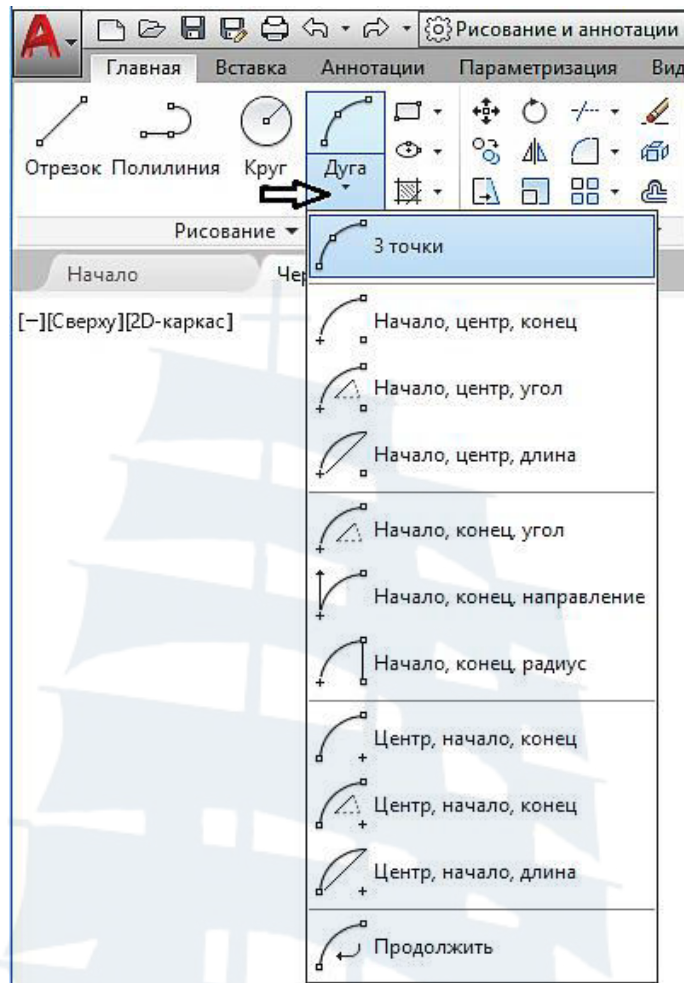 Рисование и аннотации
Главная Вставка Аннотации Параметризация Вид
Отрезок Полилиния Круг Дуга
Рисование
Начало Чер
[−][Сверху][2D-каркас]
3 точки
Начало, центр, конец
Начало, центр, угол
Начало, центр, длина
Начало, конец, угол
Начало, конец, направление
Начало, конец, радиус
Центр, начало, конец
Центр, начало, конец
Центр, начало, длина
Продолжить